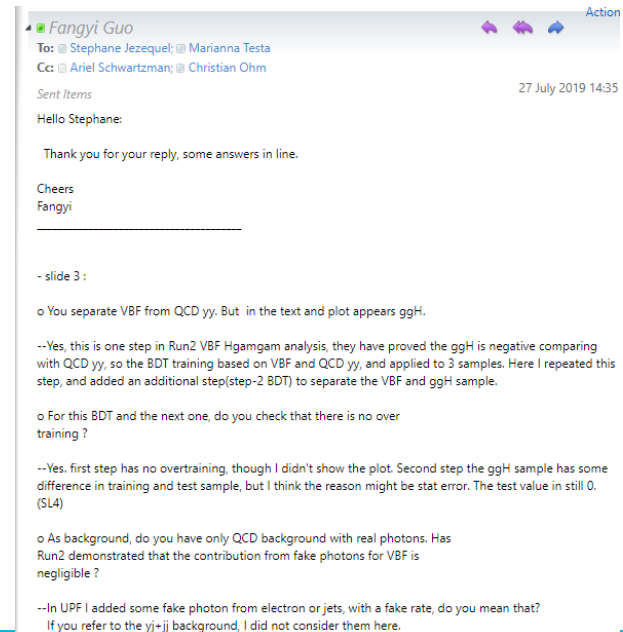 Action
Fangyi Guo
To: Stephane Jezequel; Marianna Testa
Cc: Ariel Schwartzman; Christian Ohm
Sent Items
27 July 2019 14:35
Hello Stephane:
Thank you for your reply, some answers in line.
Cheers
Fangyi
________________________________________
- slide 3 :
o You separate VBF from QCD yy. But  in the text and plot appears ggH.
--Yes, this is one step in Run2 VBF Hgamgam analysis, they have proved the ggH is negative comparing
with QCD yy, so the BDT training based on VBF and QCD yy, and applied to 3 samples. Here I repeated this
step, and added an additional step(step-2 BDT) to separate the VBF and ggH sample.
o For this BDT and the next one, do you check that there is no over
training ?
--Yes. first step has no overtraining, though I didn't show the plot. Second step the ggH sample has some
difference in training and test sample, but I think the reason might be stat error. The test value in still 0.
(SL4)
o As background, do you have only QCD background with real photons. Has
Run2 demonstrated that the contribution from fake photons for VBF is
negligible ?
--In UPF I added some fake photon from electron or jets, with a fake rate, do you mean that?
If you refer to the yj+jj background, I did not consider them here.